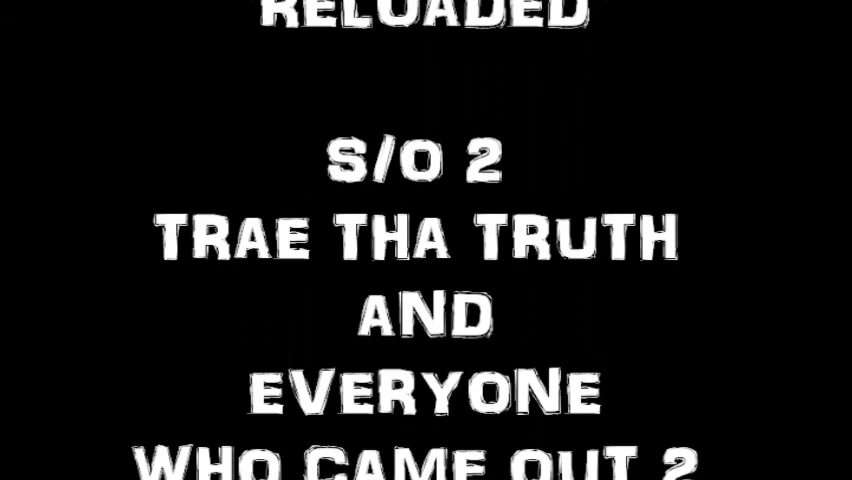 RELOADED
S/O 2
TRAE THA TRUTH
AND
EVERYONE
WHO CAME OUT 2